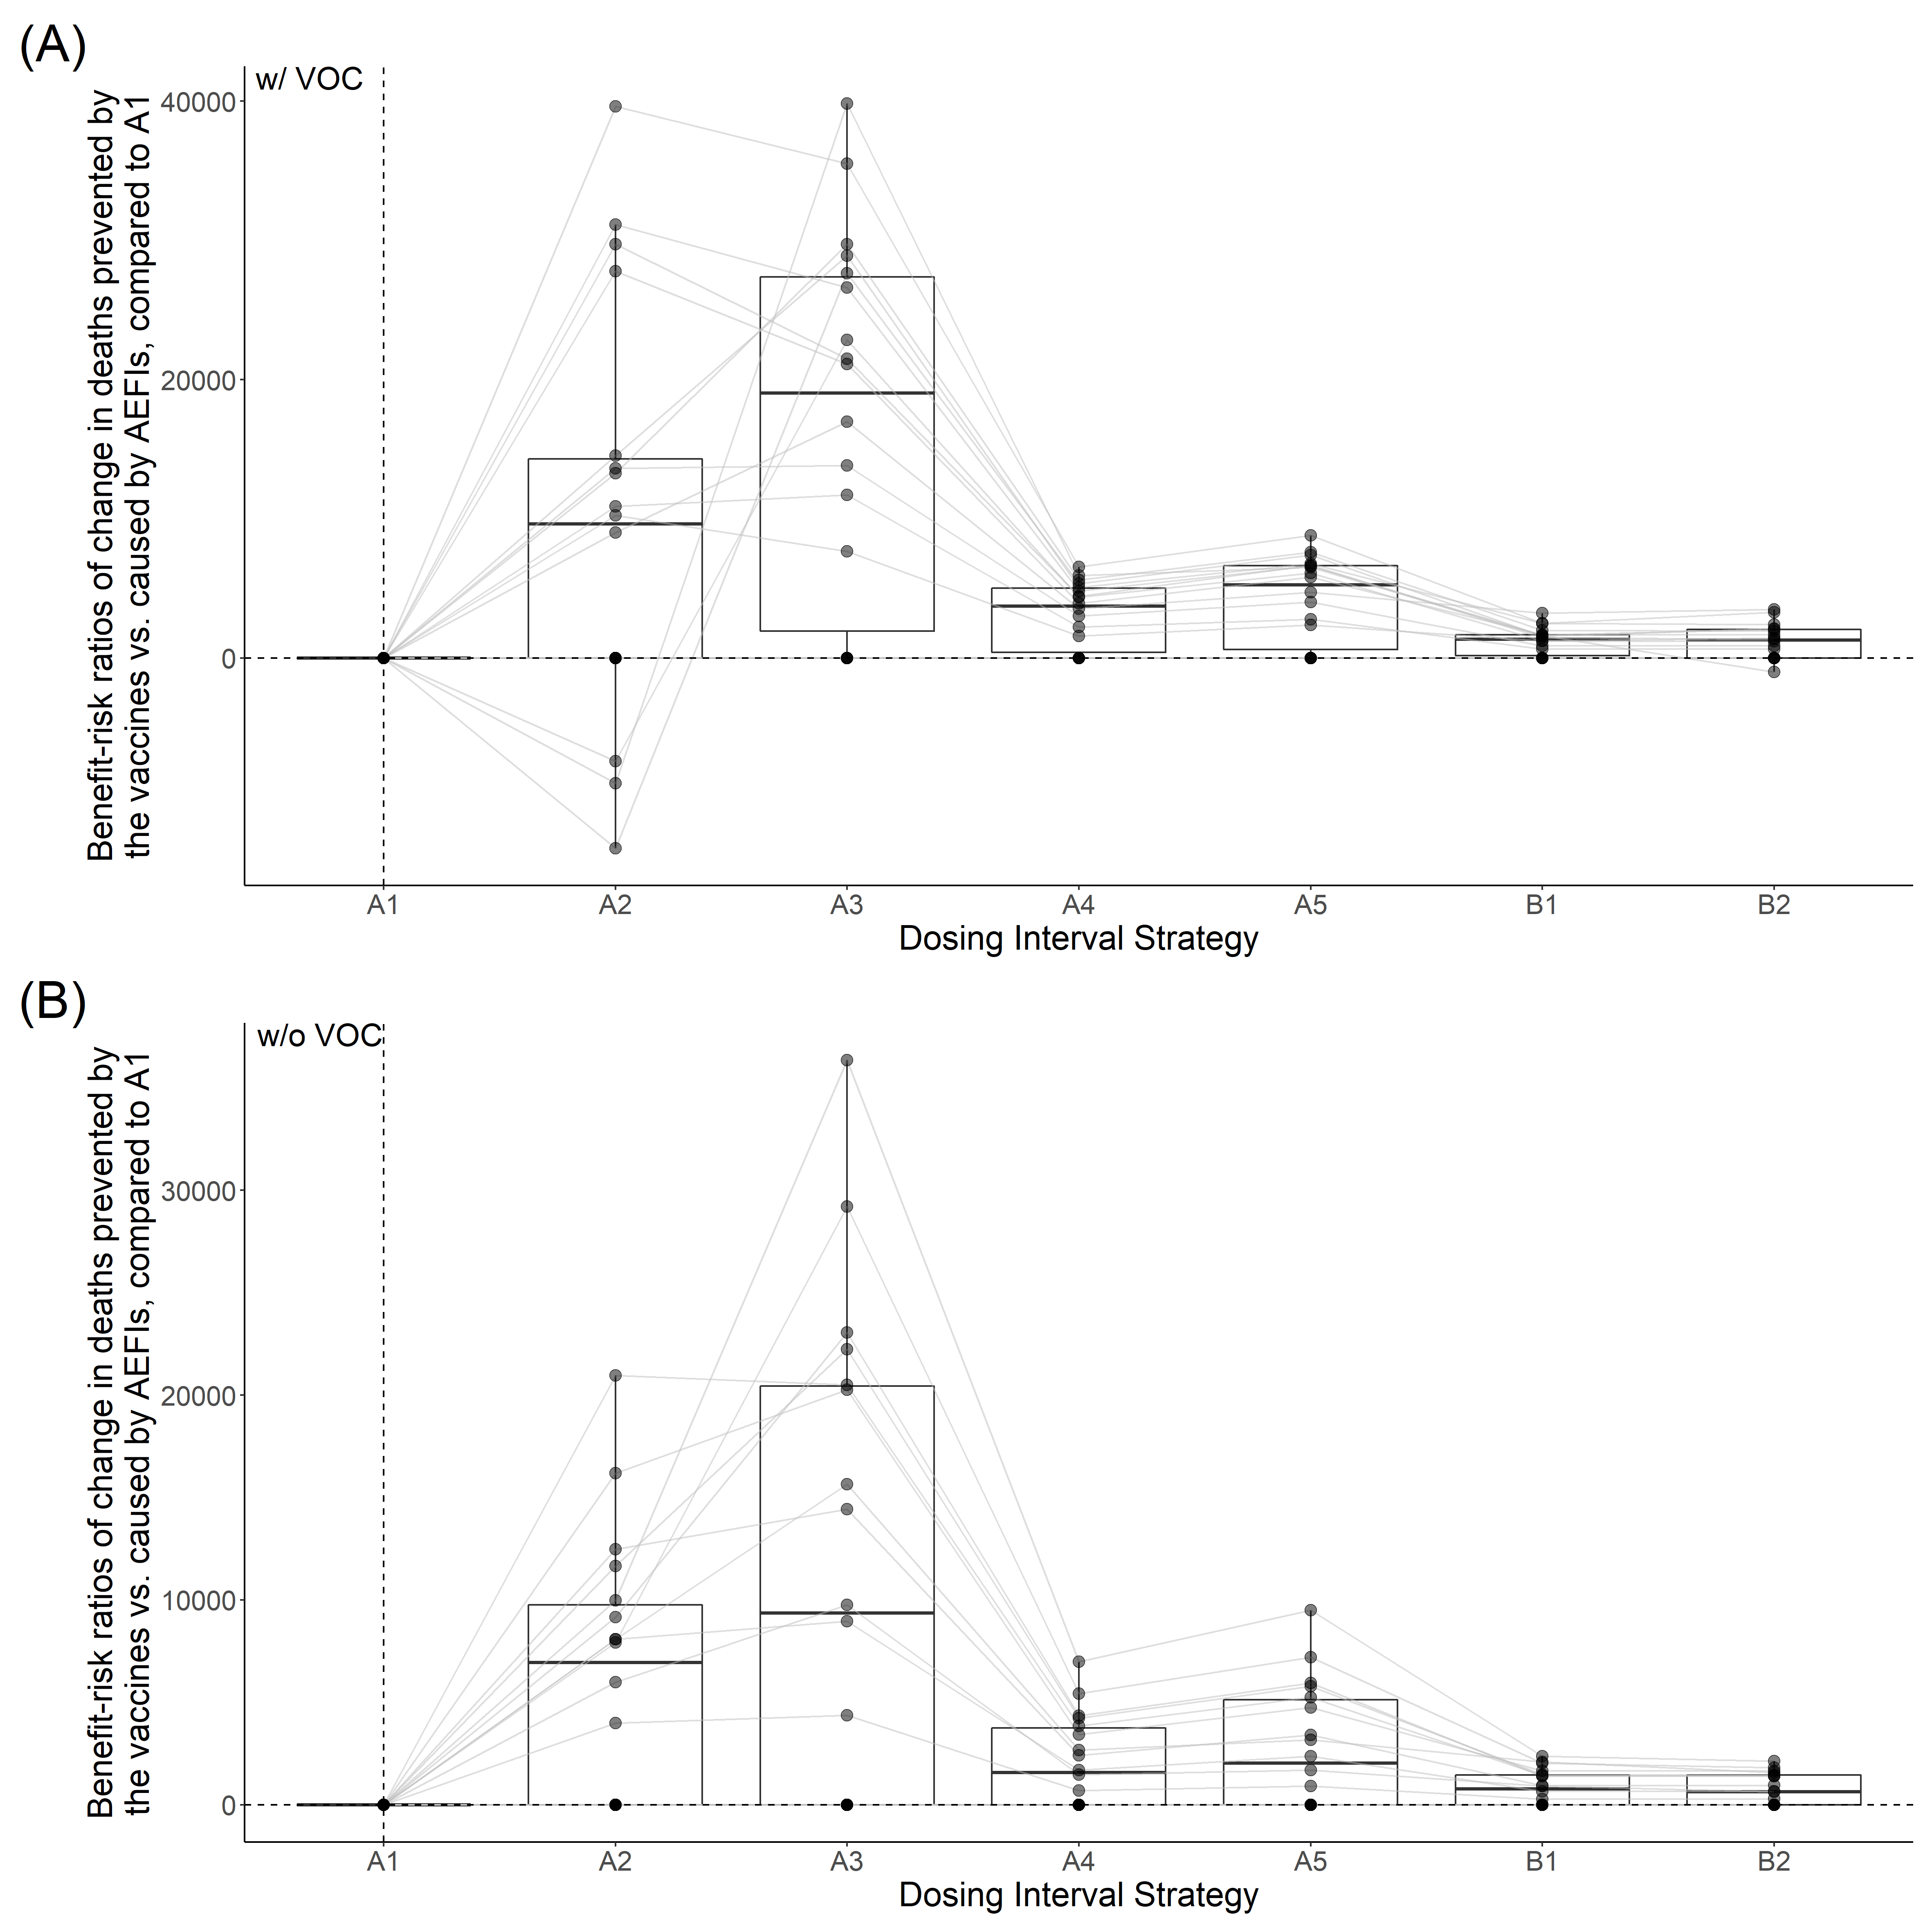 (A)
w/ VOC
Benefit-risk ratios of change in deaths prevented by
the vaccines vs. caused by AEFIs, compared to A1
40000
20000
0
A1 A2 A3 A4 A5 B1 B2
Dosing Interval Strategy
(B)
w/o VOC
Benefit-risk ratios of change in deaths prevented by
the vaccines vs. caused by AEFIs, compared to A1
30000
20000
10000
0
A1 A2 A3 A4 A5 B1 B2
Dosing Interval Strategy